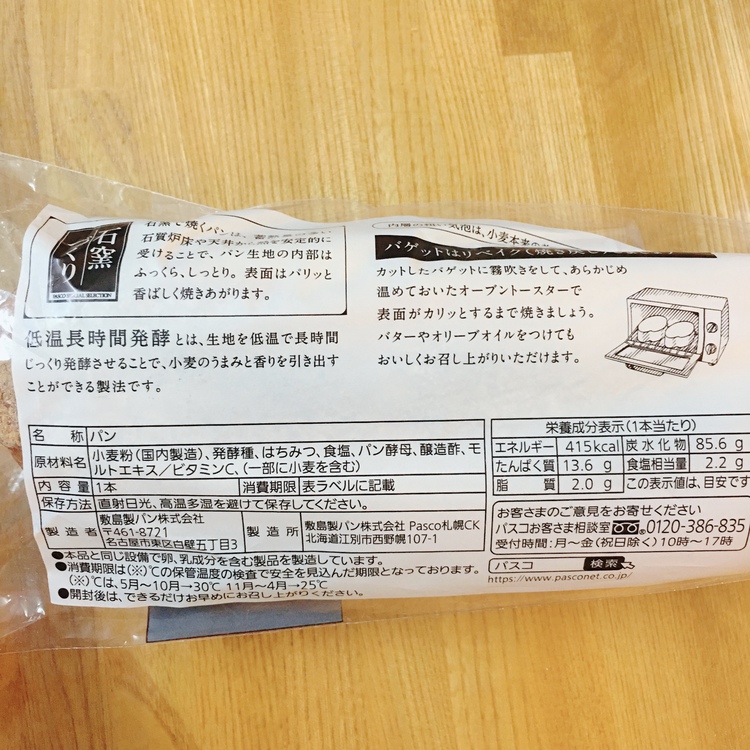 石窯
づくり
石窯で焼くパンは、
石質炉床や天井から熱を安定的に
受けることで、パン生地の内部は
ふっくら、しっとり。表面はパリッと
香ばしく焼きあがります。
低温長時間発酵とは、生地を低温で長時間
じっくり発酵させることで、小麦のうまみと香りを引き出す
ことができる製法です。
気泡は、小麦本来の
バゲットはリベイク(焼き戻し
カットしたバゲットに霧吹きをして、あらかじめ
温めておいたオーブントースターで
表面がカリッとするまで焼きましょう。
バターやオリーブオイルをつけても
おいしくお召し上がりいただけます。
名称 パン
原材料名 小麦粉(国内製造)、発酵種、はちみつ、食塩、パン酵母、醸造酢、モ
ルトエキス/ビタミンC、(一部に小麦を含む)
内容量 1本 消費期限 表ラベルに記載
保存方法 直射日光、高温多湿を避けて保存してください。
製造者 敷島製パン株式会社
〒461-8721
名古屋市東区白壁五丁目3
製造所 敷島製パン株式会社 Pasco札幌CK
北海道江別市西野幌107-1
●本品と同じ設備で卵、乳成分を含む製品を製造しています。
●消費期限は(※)℃の保管温度の検査で安全を見込んだ期限となっております。
(※)℃は、5月〜10月→30℃ 11月〜4月→25℃
●開封後は、できるだけお早めにお召し上がりください。
栄養成分表示(1本当たり)
エネルギー 415kcal 炭水化物 85.6 g
たんぱく質 13.6 g 食塩相当量 2.2 g
脂質 2.0 g この表示値は、目安です
お客さまのご意見をお寄せください
パスコお客さま相談室 0120-386-835
受付時間:月〜金(祝日除く)10時〜17時
パスコ 検索
https://www.pasconet.co.jp/